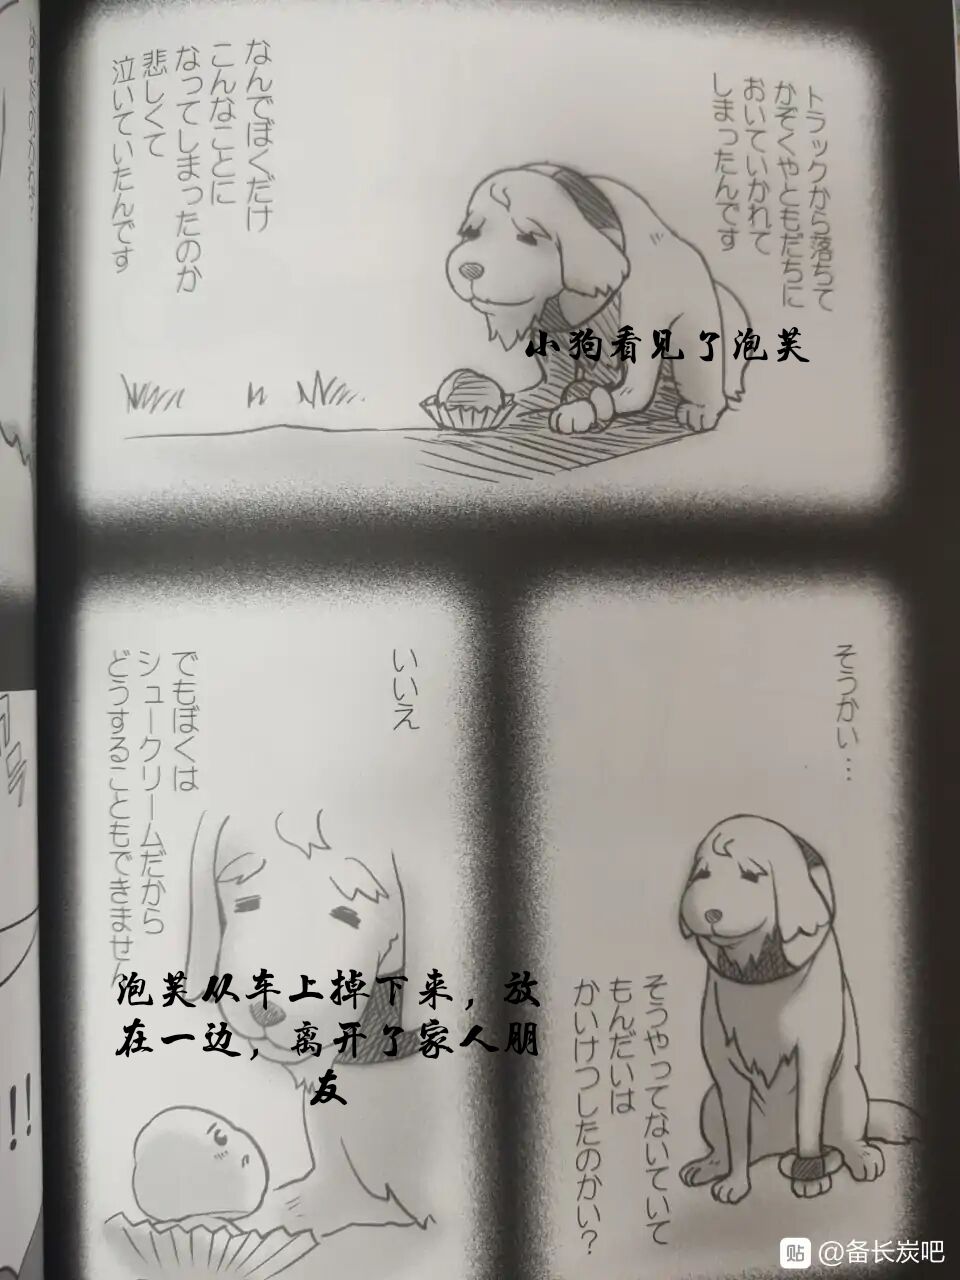 トラックから落ちて
かぞくやともだちに
おいていかれて
しまったんです
なんでぼくだけ
こんなことに
なってしまったのか
悲しくて
泣いていたんです
小狗看见了泡芙
そうかい…
そうやってないていて
もんだいは
かいけつしたのかい？
いいえ
でもぼくは
シュークリームだから
どうすることもできません
泡芙从车上掉下来，放
在一边，离开了家人朋
友
!!
贴 @备长炭吧